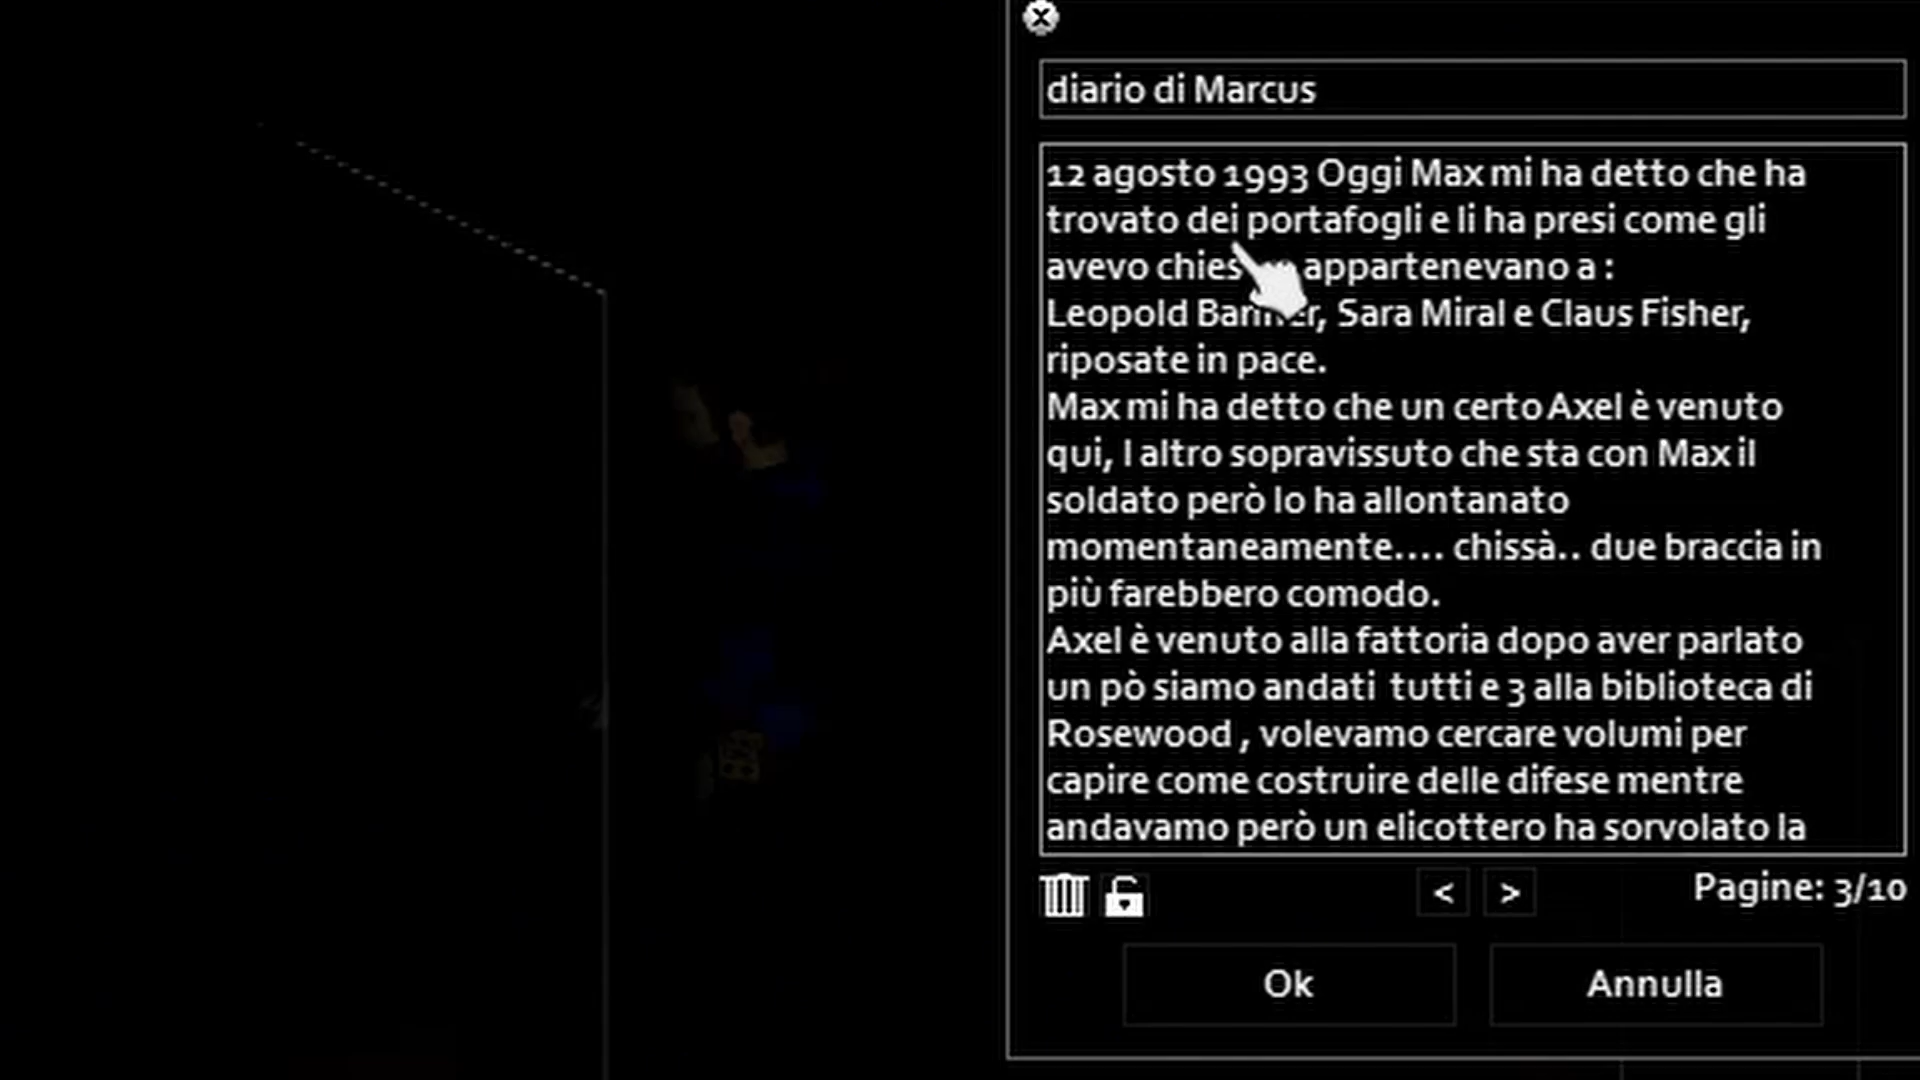 diario di Marcus
12 agosto 1993 Oggi Max mi ha detto che ha
trovato dei portafogli e li ha presi come gli
avevo appartenevano a :
Leopold Banner, Sara Miral e Claus Fisher,
riposate in pace.
Max mi ha detto che un certo Axel è venuto
qui, l altro sopravissuto che sta con Max il
soldato però lo ha allontanato
momentaneamente.... chissà.. due braccia in
più farebbero comodo.
Axel è venuto alla fattoria dopo aver parlato
un pò siamo andati  tutti e 3 alla biblioteca di
Rosewood , volevamo cercare volumi per
capire come costruire delle difese mentre
andavamo però un elicottero ha sorvolato la
< > Pagine: 3/10
Ok Annulla